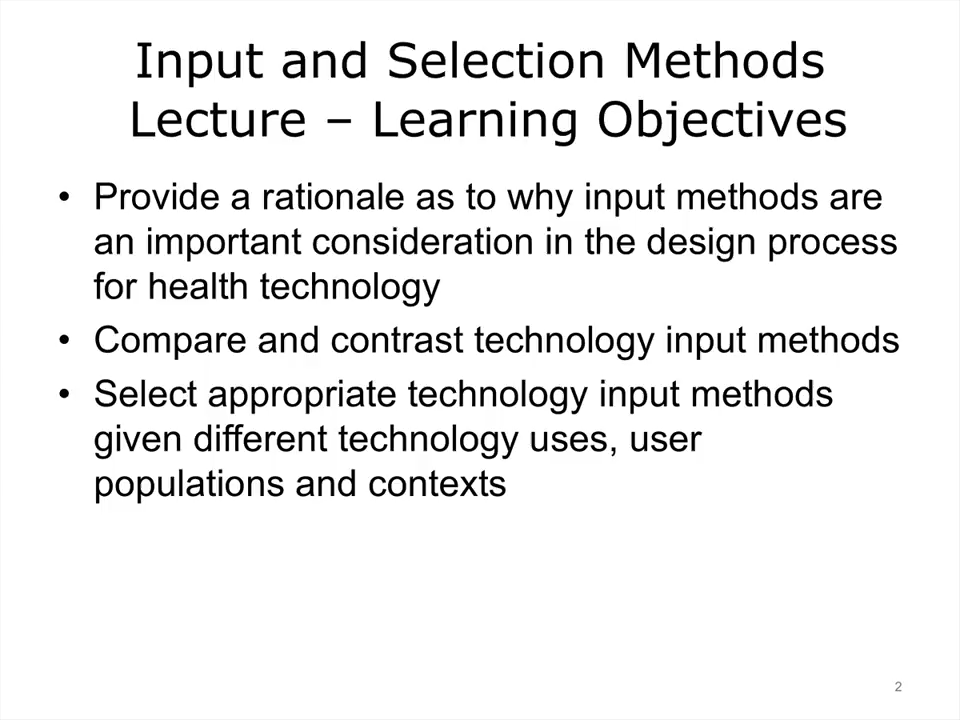 Input and Selection Methods
Lecture – Learning Objectives
• Provide a rationale as to why input methods are
an important consideration in the design process
for health technology
• Compare and contrast technology input methods
• Select appropriate technology input methods
given different technology uses, user
populations and contexts
2